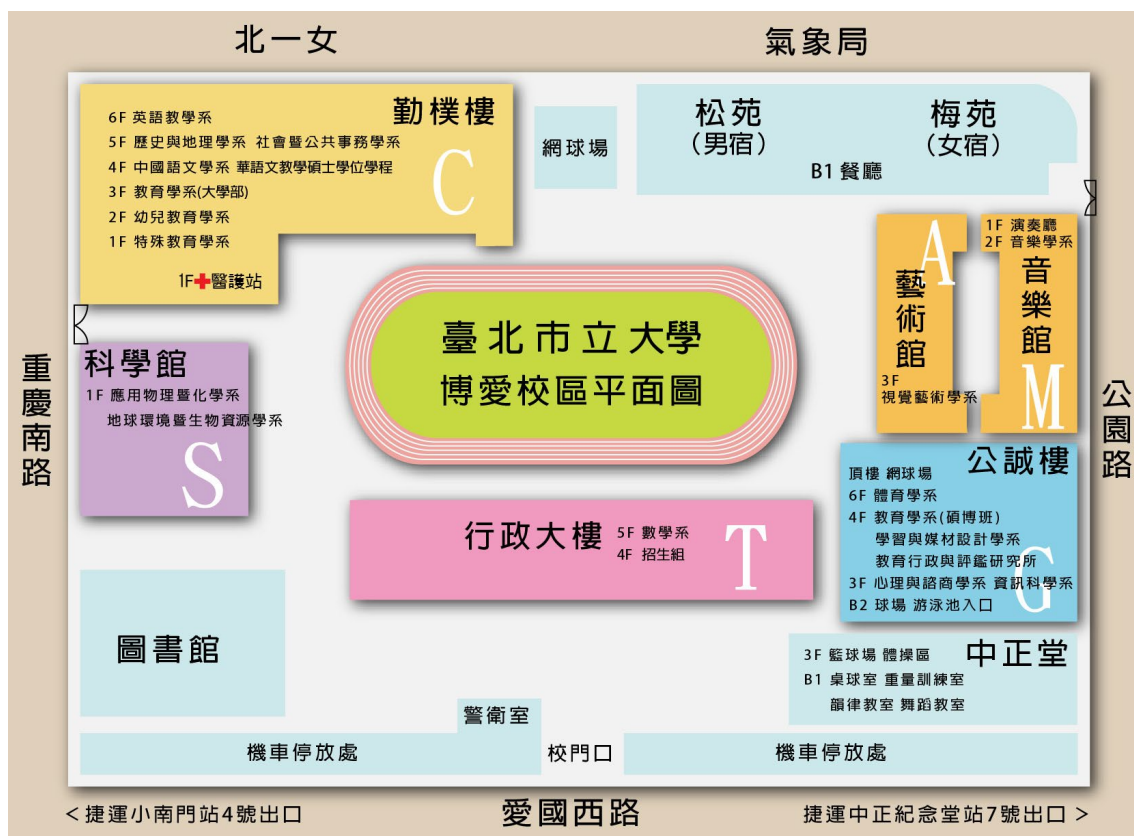 北一女
氣象局
勤樸樓
6F 英語教學系
5F 歷史與地理學系 社會暨公共事務學系
4F 中國語文學系 華語文教學碩士學位學程
3F 教育學系(大學部)
2F 幼兒教育學系
1F 特殊教育學系
1F 醫護站
C
網球場
松苑
(男宿)
梅苑
(女宿)
B1 餐廳
A
藝術館
3F
視覺藝術學系
1F 演奏廳
2F 音樂學系
音樂館
M
臺北市立大學
博愛校區平面圖
重慶南路
公園路
科學館
1F 應用物理暨化學系
地球環境暨生物資源學系
S
公誠樓
頂樓 網球場
6F 體育學系
4F 教育學系(碩博班)
學習與媒材設計學系
教育行政與評鑑研究所
3F 心理與諮商學系 資訊科學系
B2 球場 游泳池入口
G
行政大樓
5F 數學系
4F 招生組
T
圖書館
中正堂
3F 籃球場 體操區
B1 桌球室 重量訓練室
韻律教室 舞蹈教室
警衛室
機車停放處
校門口
機車停放處
<捷運小南門站4號出口
愛國西路
捷運中正紀念堂站7號出口>